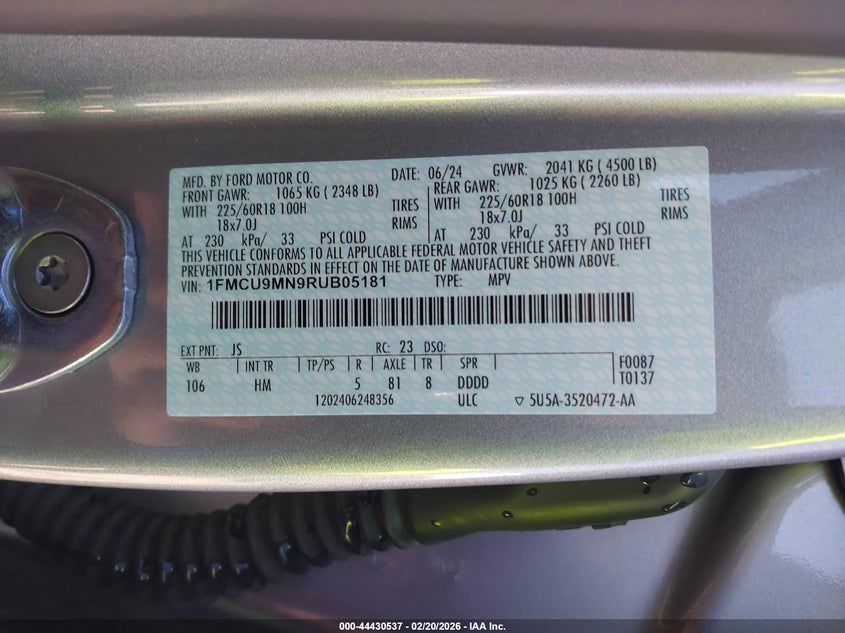 MFD. BY FORD MOTOR CO. DATE: 06/24 GVWR: 2041 KG ( 4500 LB)
FRONT GAWR: 1065 KG ( 2348 LB) REAR GAWR: 1025 KG ( 2260 LB)
WITH 225/60R18 100H TIRES WITH 225/60R18 100H TIRES
18x7.0J RIMS 18x7.0J RIMS
AT 230 kPa/ 33 PSI COLD AT 230 kPa/ 33 PSI COLD
THIS VEHICLE CONFORMS TO ALL APPLICABLE FEDERAL MOTOR VEHICLE SAFETY AND THEFT
PREVENTION STANDARDS IN EFFECT ON THE DATE OF MANUFACTURE SHOWN ABOVE.
VIN: 1FMCU9MN9RUB05181 TYPE: MPV
EXT PNT: JS RC: 23 DSO:
WB INT TR TP/PS R AXLE TR SPR F0087
106 HM 5 81 8 DDDD T0137
1202406248356 ULC ▽ 5U5A-3520472-AA
000-44430537 - 02/20/2026 - IAA Inc.